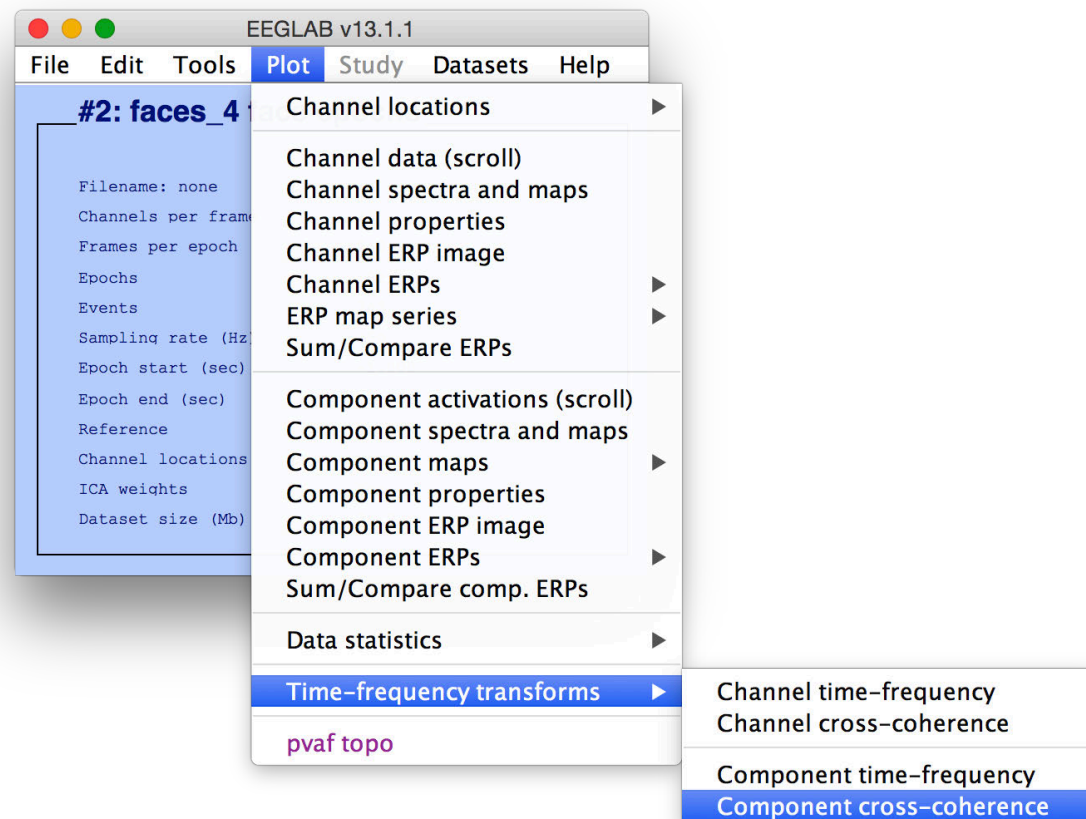 EEGLAB v13.1.1
File Edit Tools Plot Study Datasets Help
#2: faces_4
Filename: none
Channels per frame
Frames per epoch
Epochs
Events
Sampling rate (Hz)
Epoch start (sec)
Epoch end (sec)
Reference
Channel locations
ICA weights
Dataset size (Mb)
Channel locations
Channel data (scroll)
Channel spectra and maps
Channel properties
Channel ERP image
Channel ERPs
ERP map series
Sum/Compare ERPs
Component activations (scroll)
Component spectra and maps
Component maps
Component properties
Component ERP image
Component ERPs
Sum/Compare comp. ERPs
Data statistics
Time-frequency transforms
pvaf topo
Channel time-frequency
Channel cross-coherence
Component time-frequency
Component cross-coherence